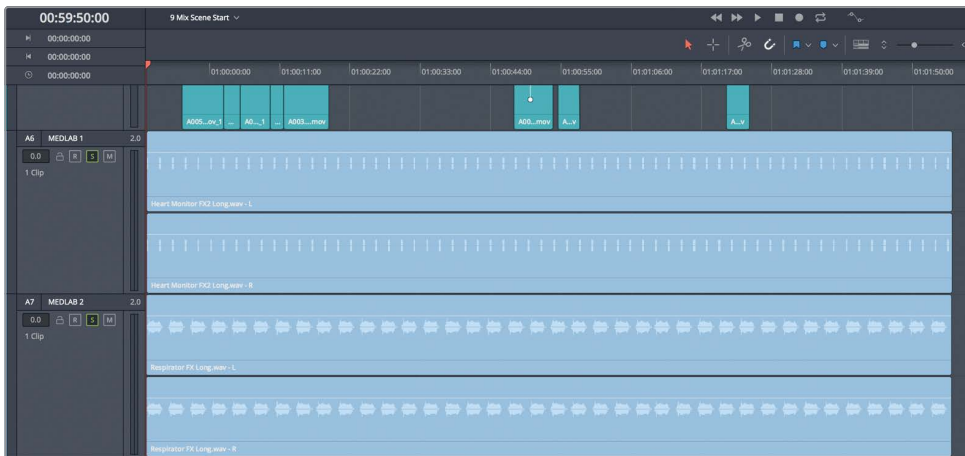 00:59:50:00
9 Mix Scene Start
00:00:00:00
00:00:00:00
00:00:00:00
01:00:00:00 01:00:11:00 01:00:22:00 01:00:33:00 01:00:44:00 01:00:55:00 01:01:06:00 01:01:17:00 01:01:28:00 01:01:39:00 01:01:50:00
A005...ov_1 ... A0..._1 ... A003....mov A00...mov A...v A...v
A6 MEDLAB 1 2.0
0.0 R S M
1 Clip
Heart Monitor FX2 Long.wav - L
Heart Monitor FX2 Long.wav - R
A7 MEDLAB 2 2.0
0.0 R S M
1 Clip
Respirator FX Long.wav - L
Respirator FX Long.wav - R